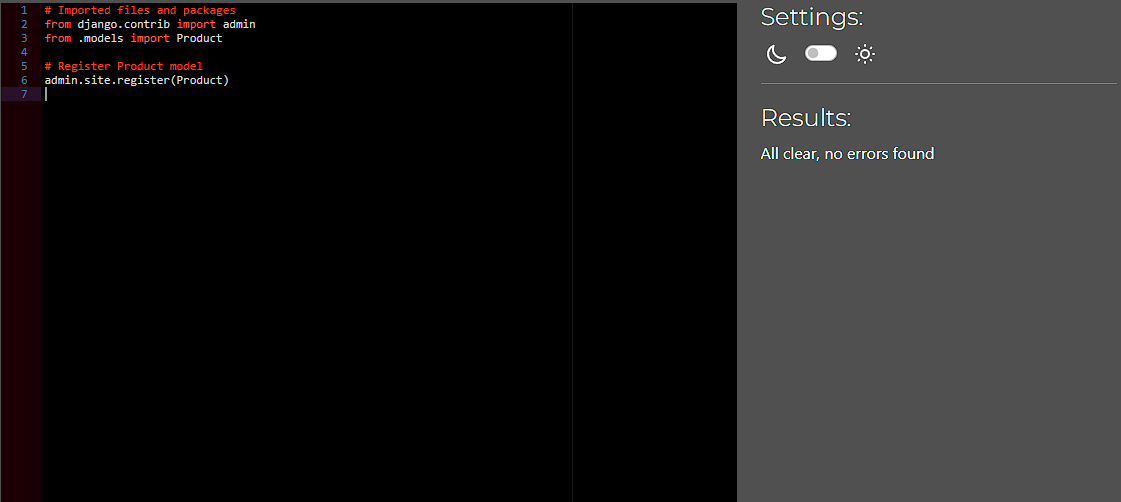 1 # Imported files and packages
2 from django.contrib import admin
3 from .models import Product
4
5 # Register Product model
6 admin.site.register(Product)
7
Settings:
Results:
All clear, no errors found